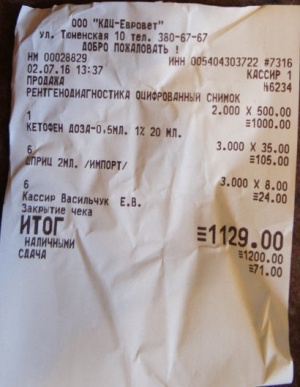 ООО "КДЦ-Евровет"
ул. Тюменская 10 тел. 380-67-67
ДОБРО ПОЖАЛОВАТЬ !
НМ 00028829 ИНН 005404303722 #7316
02.07.16 13:37 КАССИР 1
ПРОДАЖА №6234
РЕНТГЕНДИАГНОСТИКА ОЦИФРОВАННЫЙ СНИМОК
2.000 X 500.00
1 ≡1000.00
КЕТОФЕН ДОЗА-0.5МЛ. 1% 20 МЛ.
3.000 X 35.00
6 ≡105.00
ШПРИЦ 2МЛ. /ИМПОРТ/
3.000 X 8.00
6 ≡24.00
Кассир Васильчук Е.В.
Закрытие чека
ИТОГ ≡1129.00
НАЛИЧНЫМИ ≡1200.00
СДАЧА ≡71.00